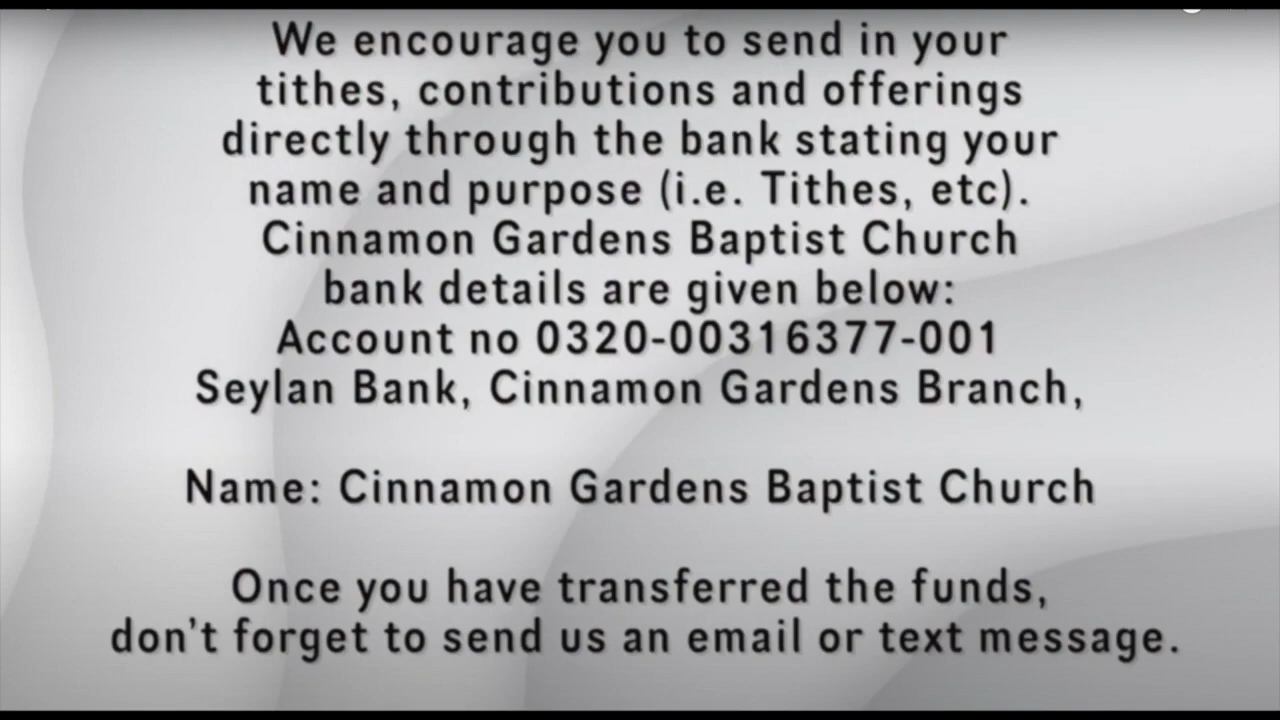 We encourage you to send in your
tithes, contributions and offerings
directly through the bank stating your
name and purpose (i.e. Tithes, etc).
Cinnamon Gardens Baptist Church
bank details are given below:
Account no 0320-00316377-001
Seylan Bank, Cinnamon Gardens Branch,
Name: Cinnamon Gardens Baptist Church
Once you have transferred the funds,
don't forget to send us an email or text message.